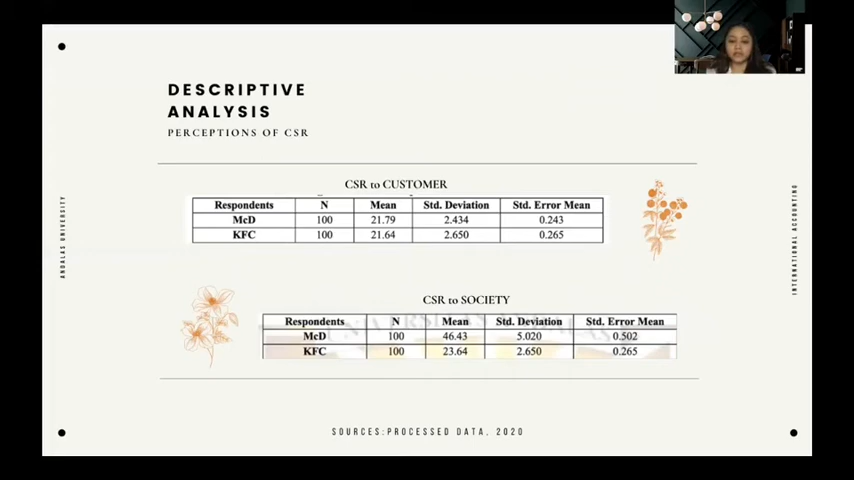 DESCRIPTIVE
ANALYSIS
PERCEPTIONS OF CSR
CSR to CUSTOMER
Respondents N Mean Std. Deviation Std. Error Mean
McD 100 21.79 2.434 0.243
KFC 100 21.64 2.650 0.265
ANDALAS UNIVERSITY
INTERNATIONAL ACCOUNTING
CSR to SOCIETY
Respondents N Mean Std. Deviation Std. Error Mean
McD 100 46.43 5.020 0.502
KFC 100 23.64 2.650 0.265
SOURCES:PROCESSED DATA, 2020